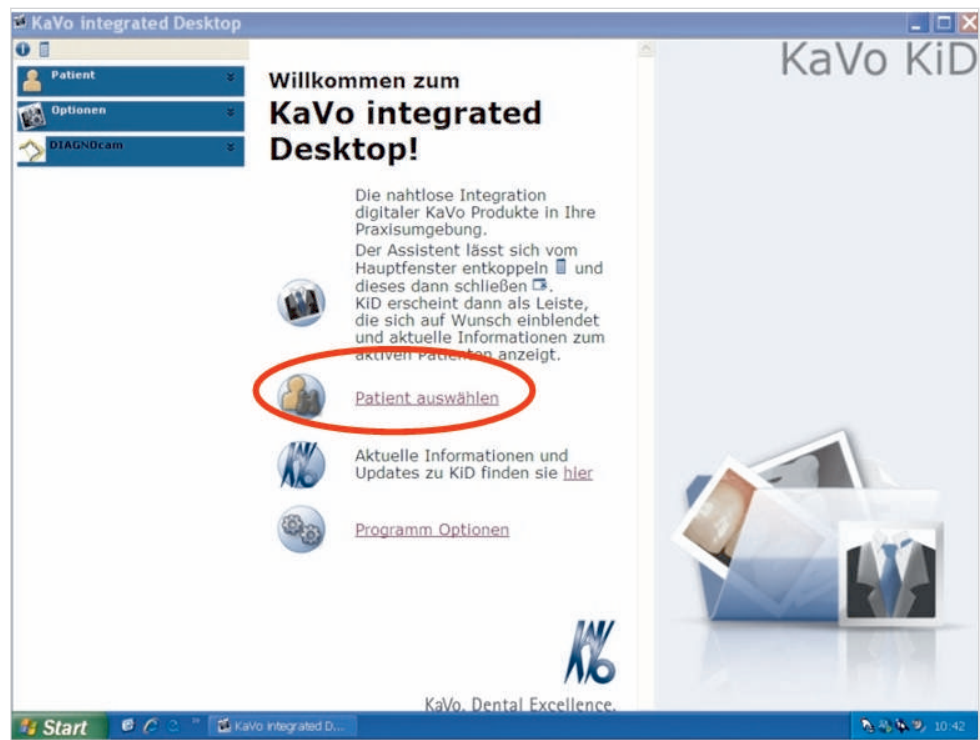 KaVo integrated Desktop
KaVo KiD
Patient
Optionen
DIAGNOcam
Willkommen zum
KaVo integrated
Desktop!
Die nahtlose Integration
digitaler KaVo Produkte in Ihre
Praxisumgebung.
Der Assistent lässt sich vom
Hauptfenster entkoppeln und
dieses dann schließen .
KiD erscheint dann als Leiste,
die sich auf Wunsch einblendet
und aktuelle Informationen zum
aktiven Patienten anzeigt.
Patient auswählen
Aktuelle Informationen und
Updates zu KiD finden sie hier
Programm Optionen
KaVo
KaVo. Dental Excellence.
Start
KaVo integrated D...
10:42